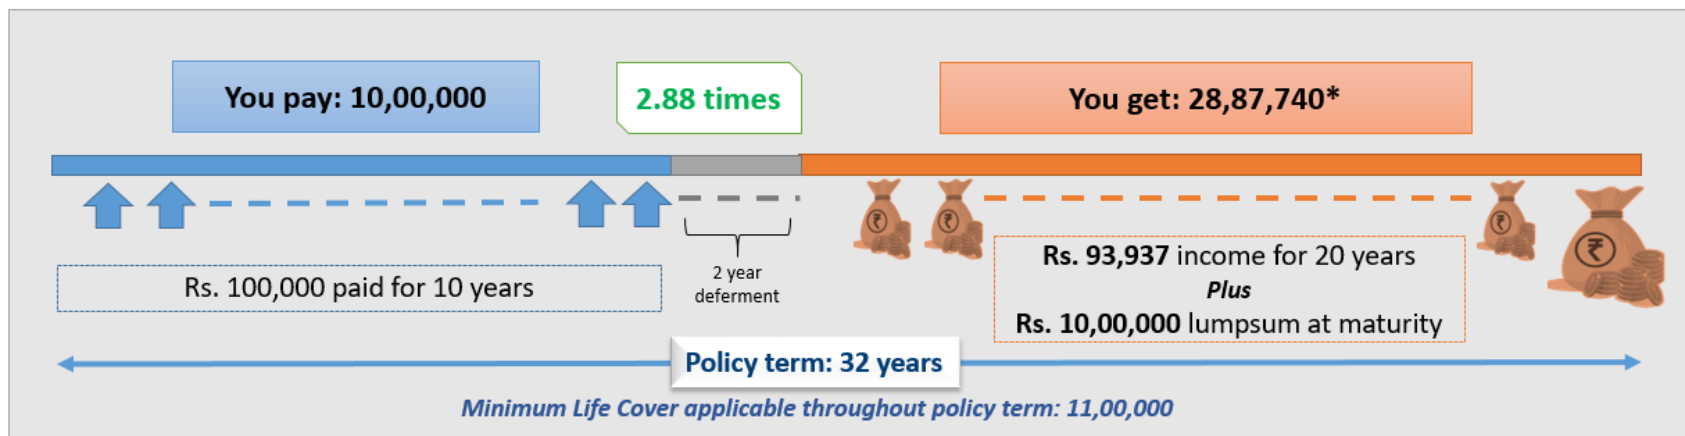 You pay: 10,00,000
2.88 times
You get: 28,87,740*
Rs. 100,000 paid for 10 years
2 year
deferment
Rs. 93,937 income for 20 years
Plus
Rs. 10,00,000 lumpsum at maturity
Policy term: 32 years
Minimum Life Cover applicable throughout policy term: 11,00,000